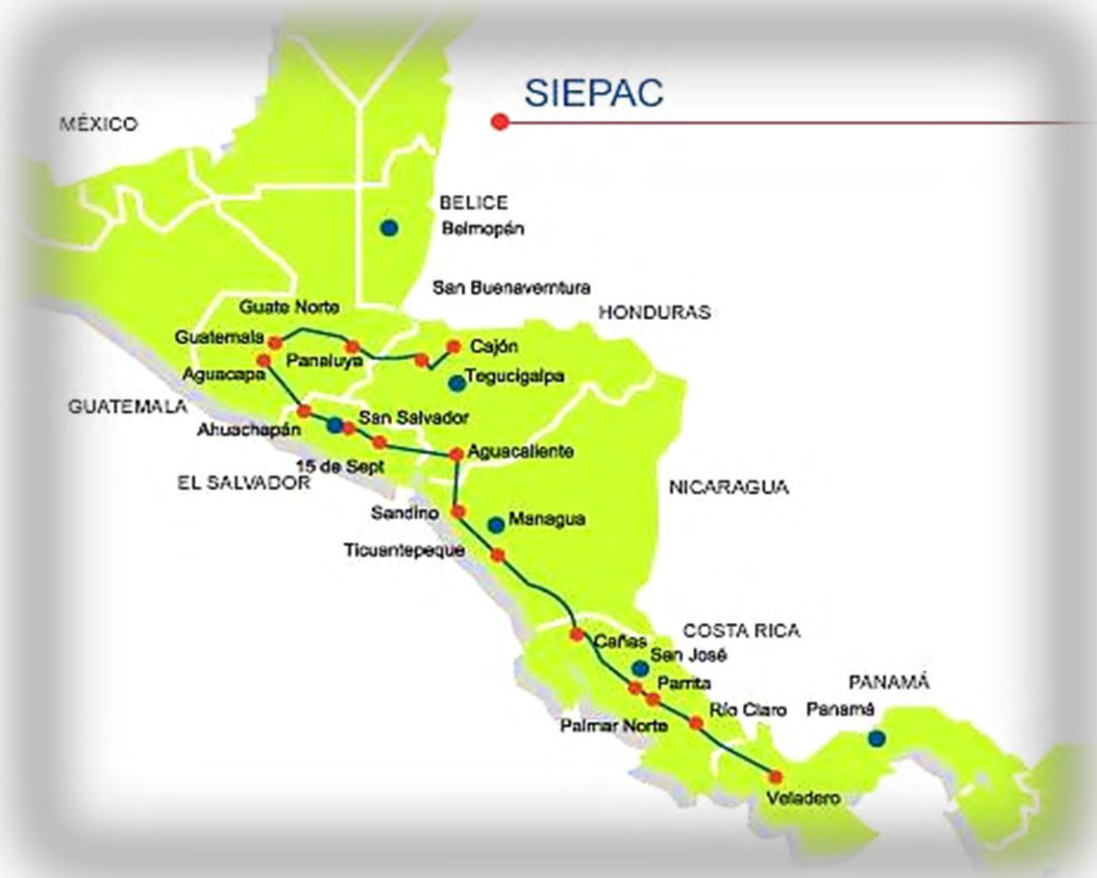 SIEPAC
MÉXICO
BELICE
Belmopán
San Buenaverntura
Guate Norte
HONDURAS
Guatemala
Panaluya
Cajón
Aguacapa
Tegucigalpa
GUATEMALA
San Salvador
Ahuachapán
Aguacaliente
15 de Sept
EL SALVADOR
NICARAGUA
Sandino
Managua
Ticuantepeque
COSTA RICA
Cañas
San José
Parrita
PANAMÁ
Río Claro
Panamá
Palmar Norte
Veladero